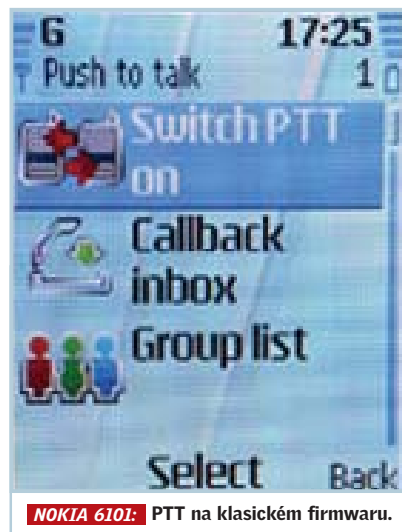 G 17:25
Push to talk 1
Switch PTT
on
Callback
inbox
Group list
Select Back
NOKIA 6101: PTT na klasickém firmwaru.